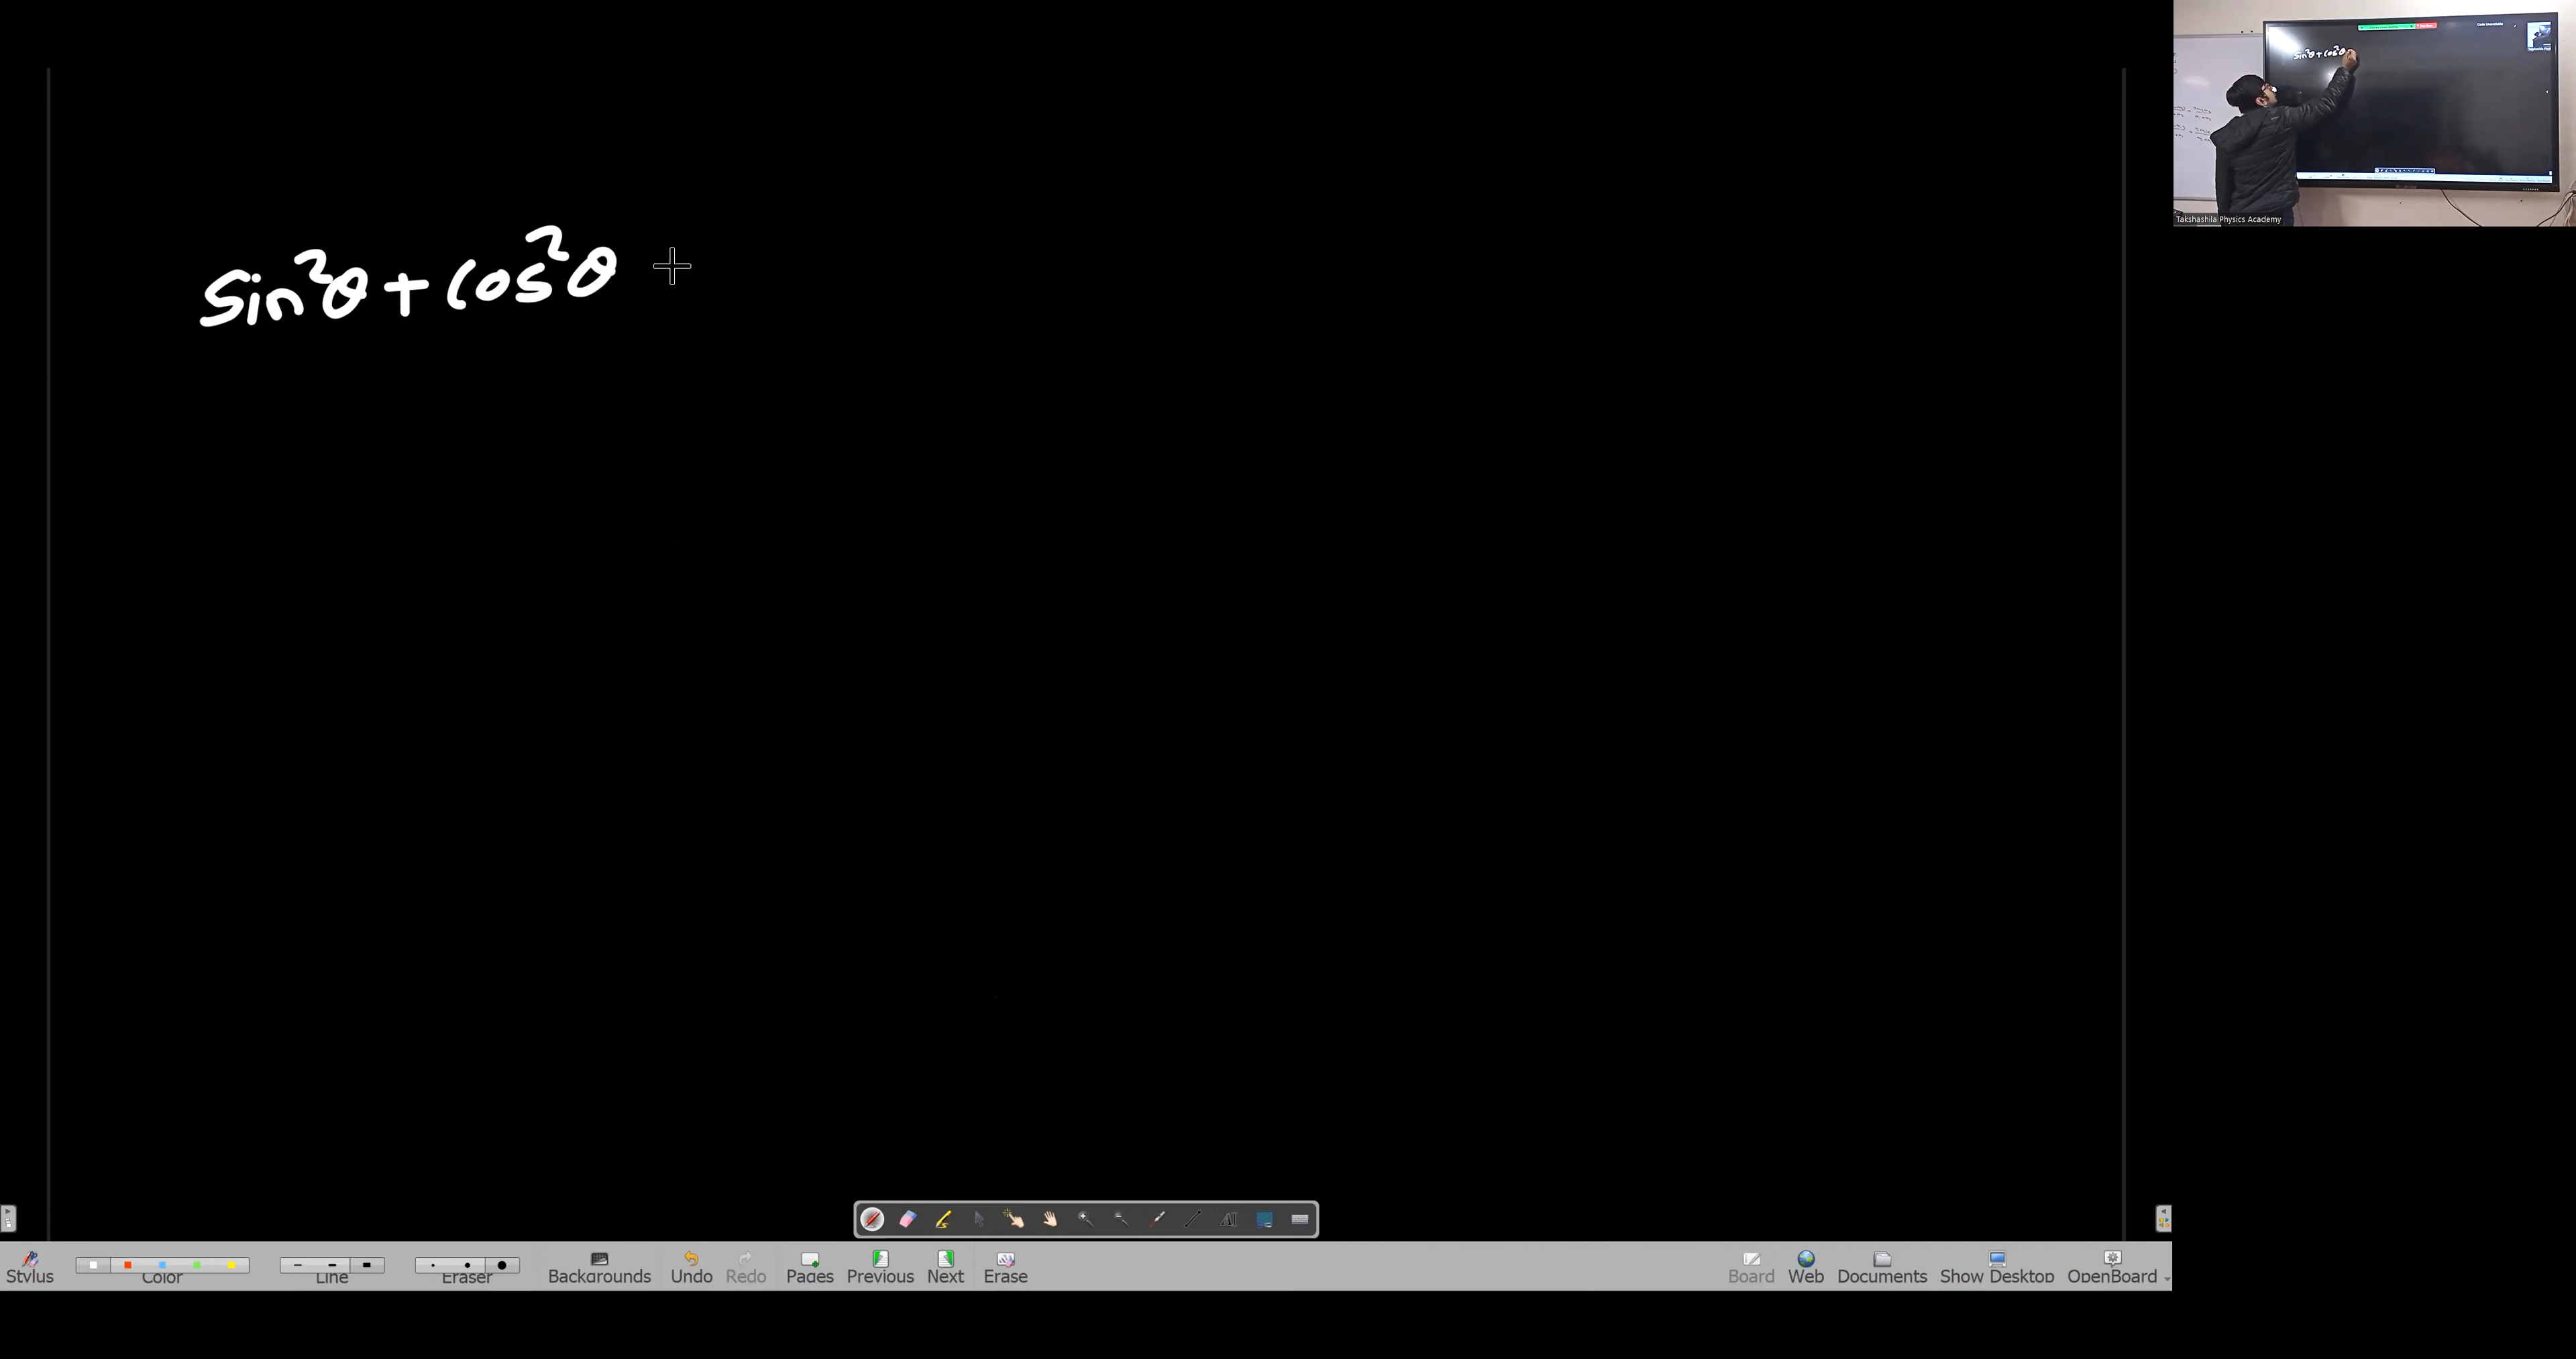 sin²θ + cos²θ
Takshashila Physics Academy
Stylus Color Line Eraser Backgrounds Undo Redo Pages Previous Next Erase Board Web Documents Show Desktop OpenBoard